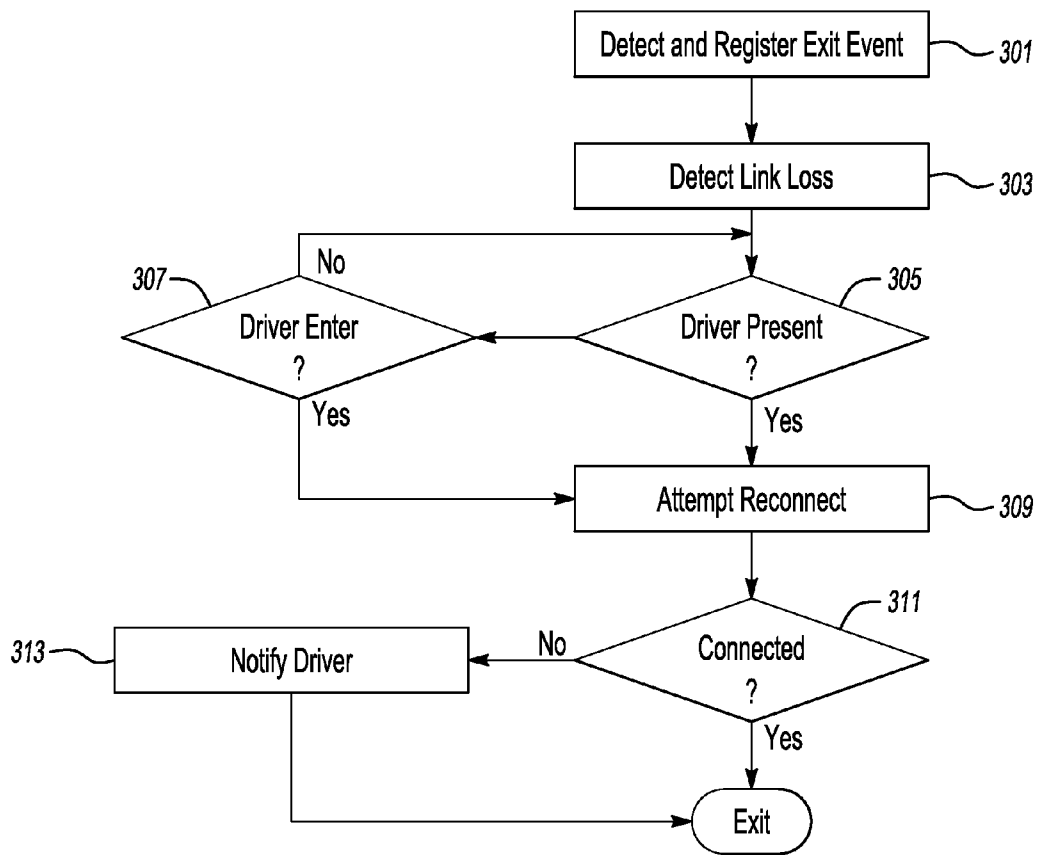 Detect and Register Exit Event
301
Detect Link Loss
303
No
307
305
Driver Enter
?
Driver Present
?
Yes
Yes
Attempt Reconnect
309
311
313
Notify Driver
No
Connected
?
Yes
Exit